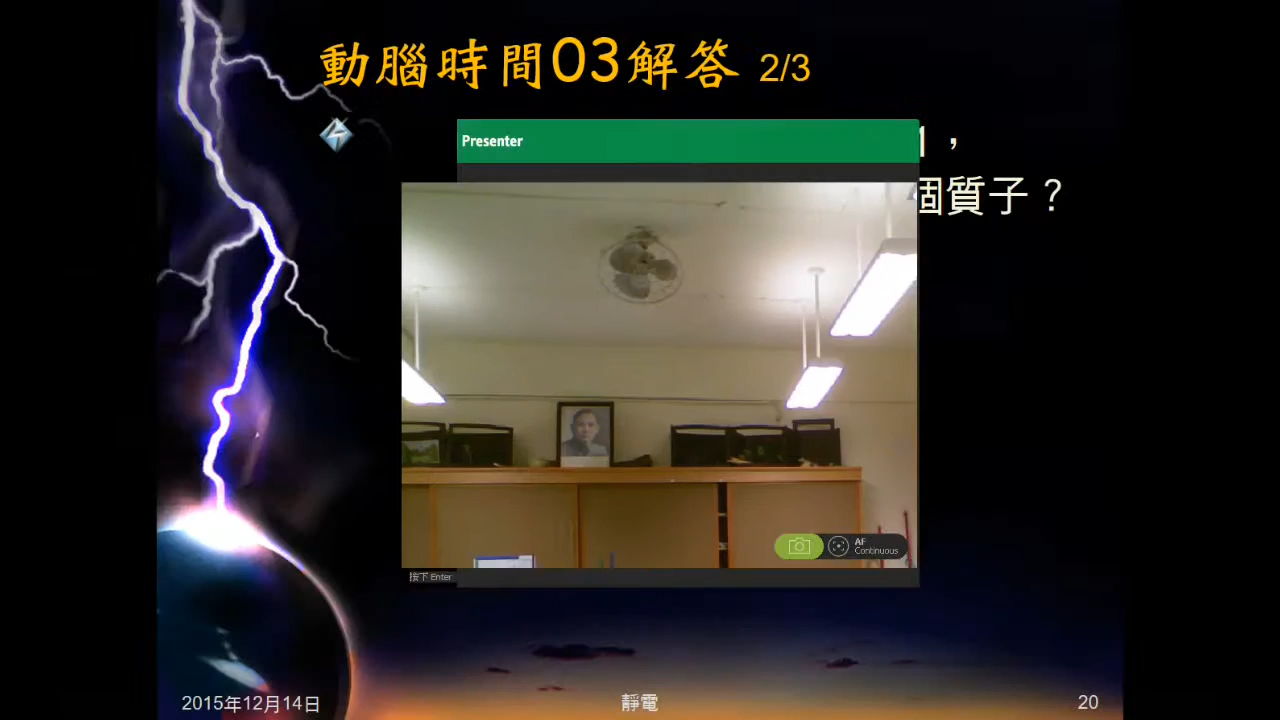 動腦時間03解答 2/3
Presenter
，
個質子？
AF
Continuous
按下 Enter
2015年12月14日
靜電
20